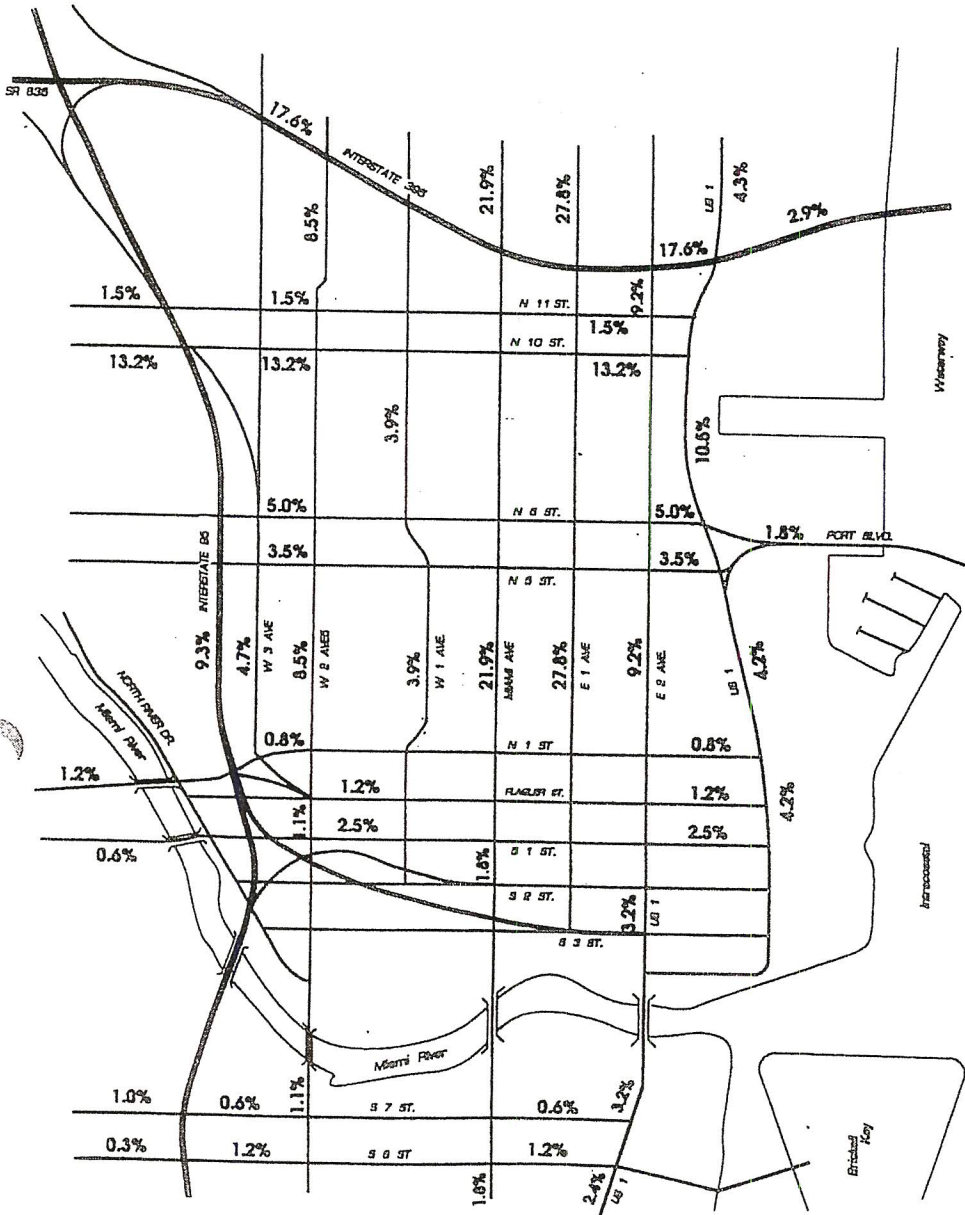 SR 836
17.6%
INTERSTATE 395
8.5%
21.9%
27.8%
US 1
4.3%
2.9%
17.6%
9.2%
1.5%
1.5%
N 11 ST.
1.5%
N 10 ST.
13.2%
13.2%
13.2%
3.9%
10.6%
Waterway
5.0%
N 6 ST.
5.0%
1.8%
PORT BLVD.
3.5%
N 5 ST.
3.5%
INTERSTATE 95
9.3%
4.7%
W 3 AVE
8.5%
W 2 AVES
3.9%
W 1 AVE.
21.9%
MIAMI AVE
27.8%
E 1 AVE.
9.2%
E 2 AVE.
US 1
4.2%
NORTH RIVER DR.
Miami River
0.8%
N 1 ST
0.8%
1.2%
1.2%
FLAGLER ST.
1.2%
4.2%
1.1%
2.5%
2.5%
0.6%
S 1 ST.
1.8%
S 2 ST.
3.2%
US 1
S 3 ST.
Intracoastal
Miami River
1.0%
0.6%
1.1%
S 7 ST.
0.6%
3.2%
0.3%
1.2%
S 8 ST
1.2%
1.8%
2.4%
US 1
Brickell
Key